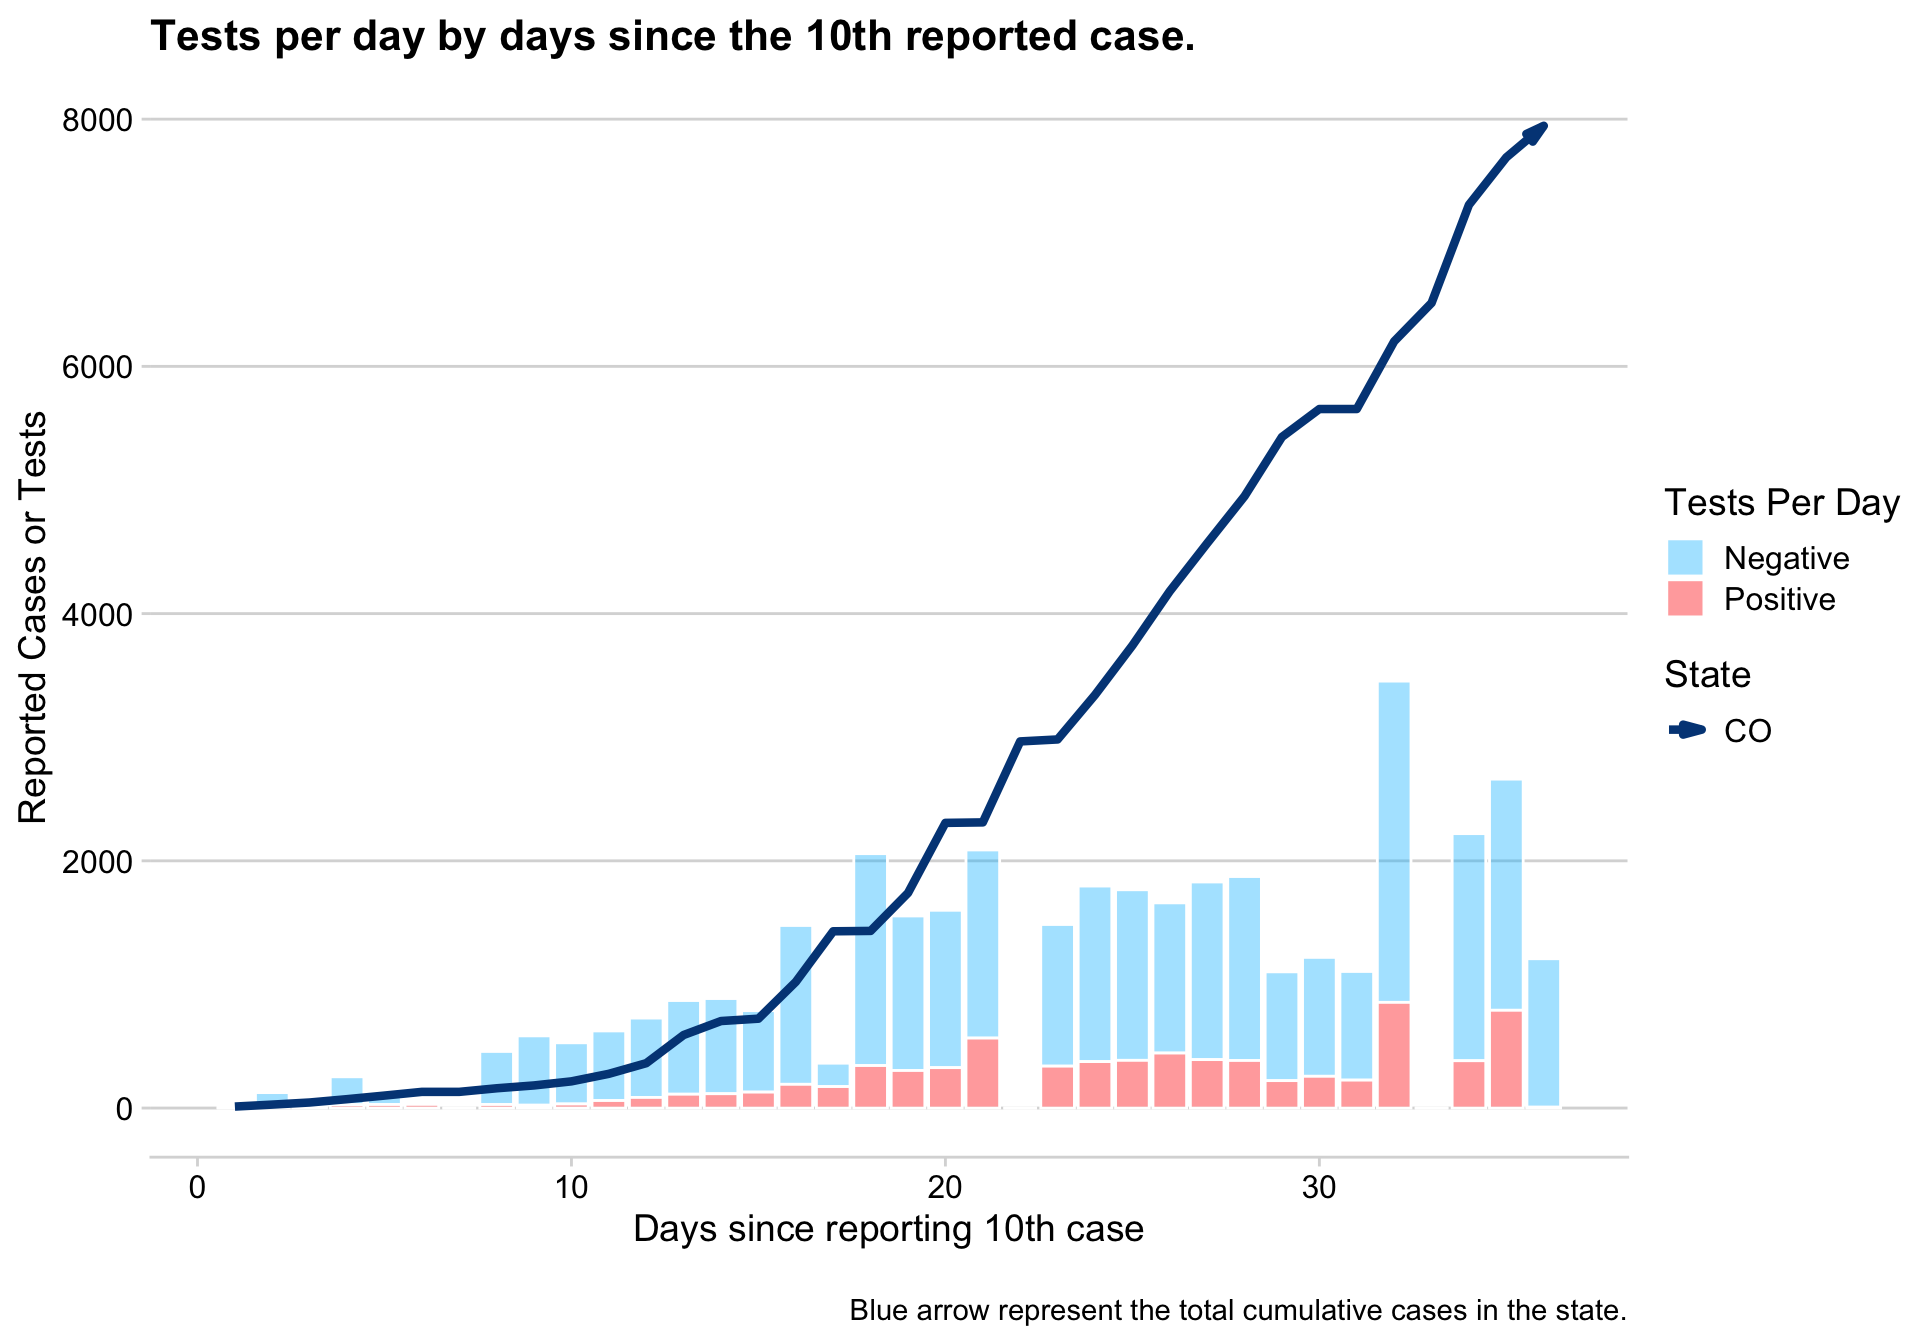 Tests per day by days since the 10th reported case.
8000
6000
4000
2000
0
Reported Cases or Tests
0 10 20 30
Days since reporting 10th case
Tests Per Day
Negative
Positive
State
CO
Blue arrow represent the total cumulative cases in the state.